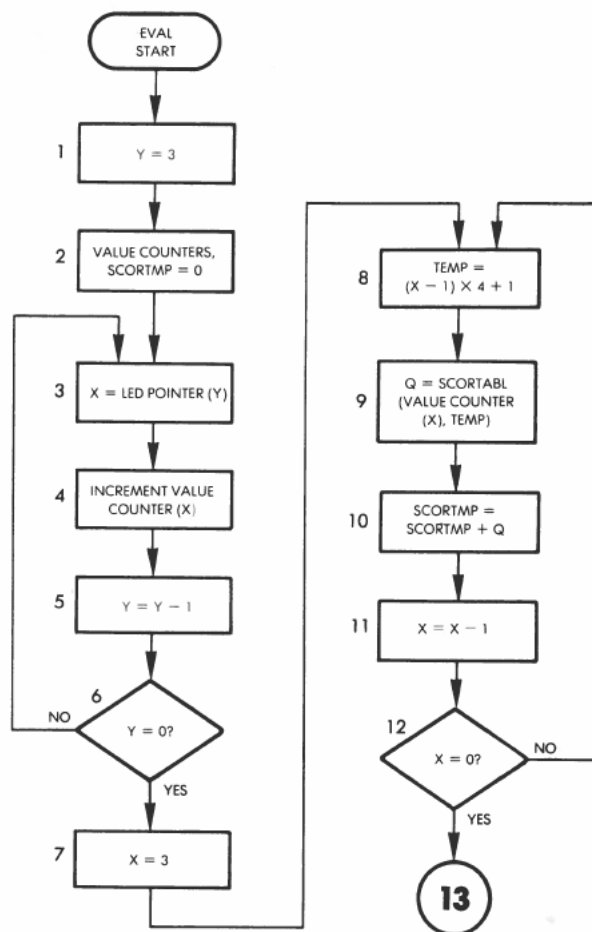 EVAL
START
1
Y = 3
2
VALUE COUNTERS,
SCORTMP = 0
3
X = LED POINTER (Y)
4
INCREMENT VALUE
COUNTER (X)
5
Y = Y − 1
6
Y = 0?
NO
YES
7
X = 3
8
TEMP =
(X − 1) × 4 + 1
9
Q = SCORTABL
(VALUE COUNTER
(X), TEMP)
10
SCORTMP =
SCORTMP + Q
11
X = X − 1
12
X = 0?
NO
YES
13